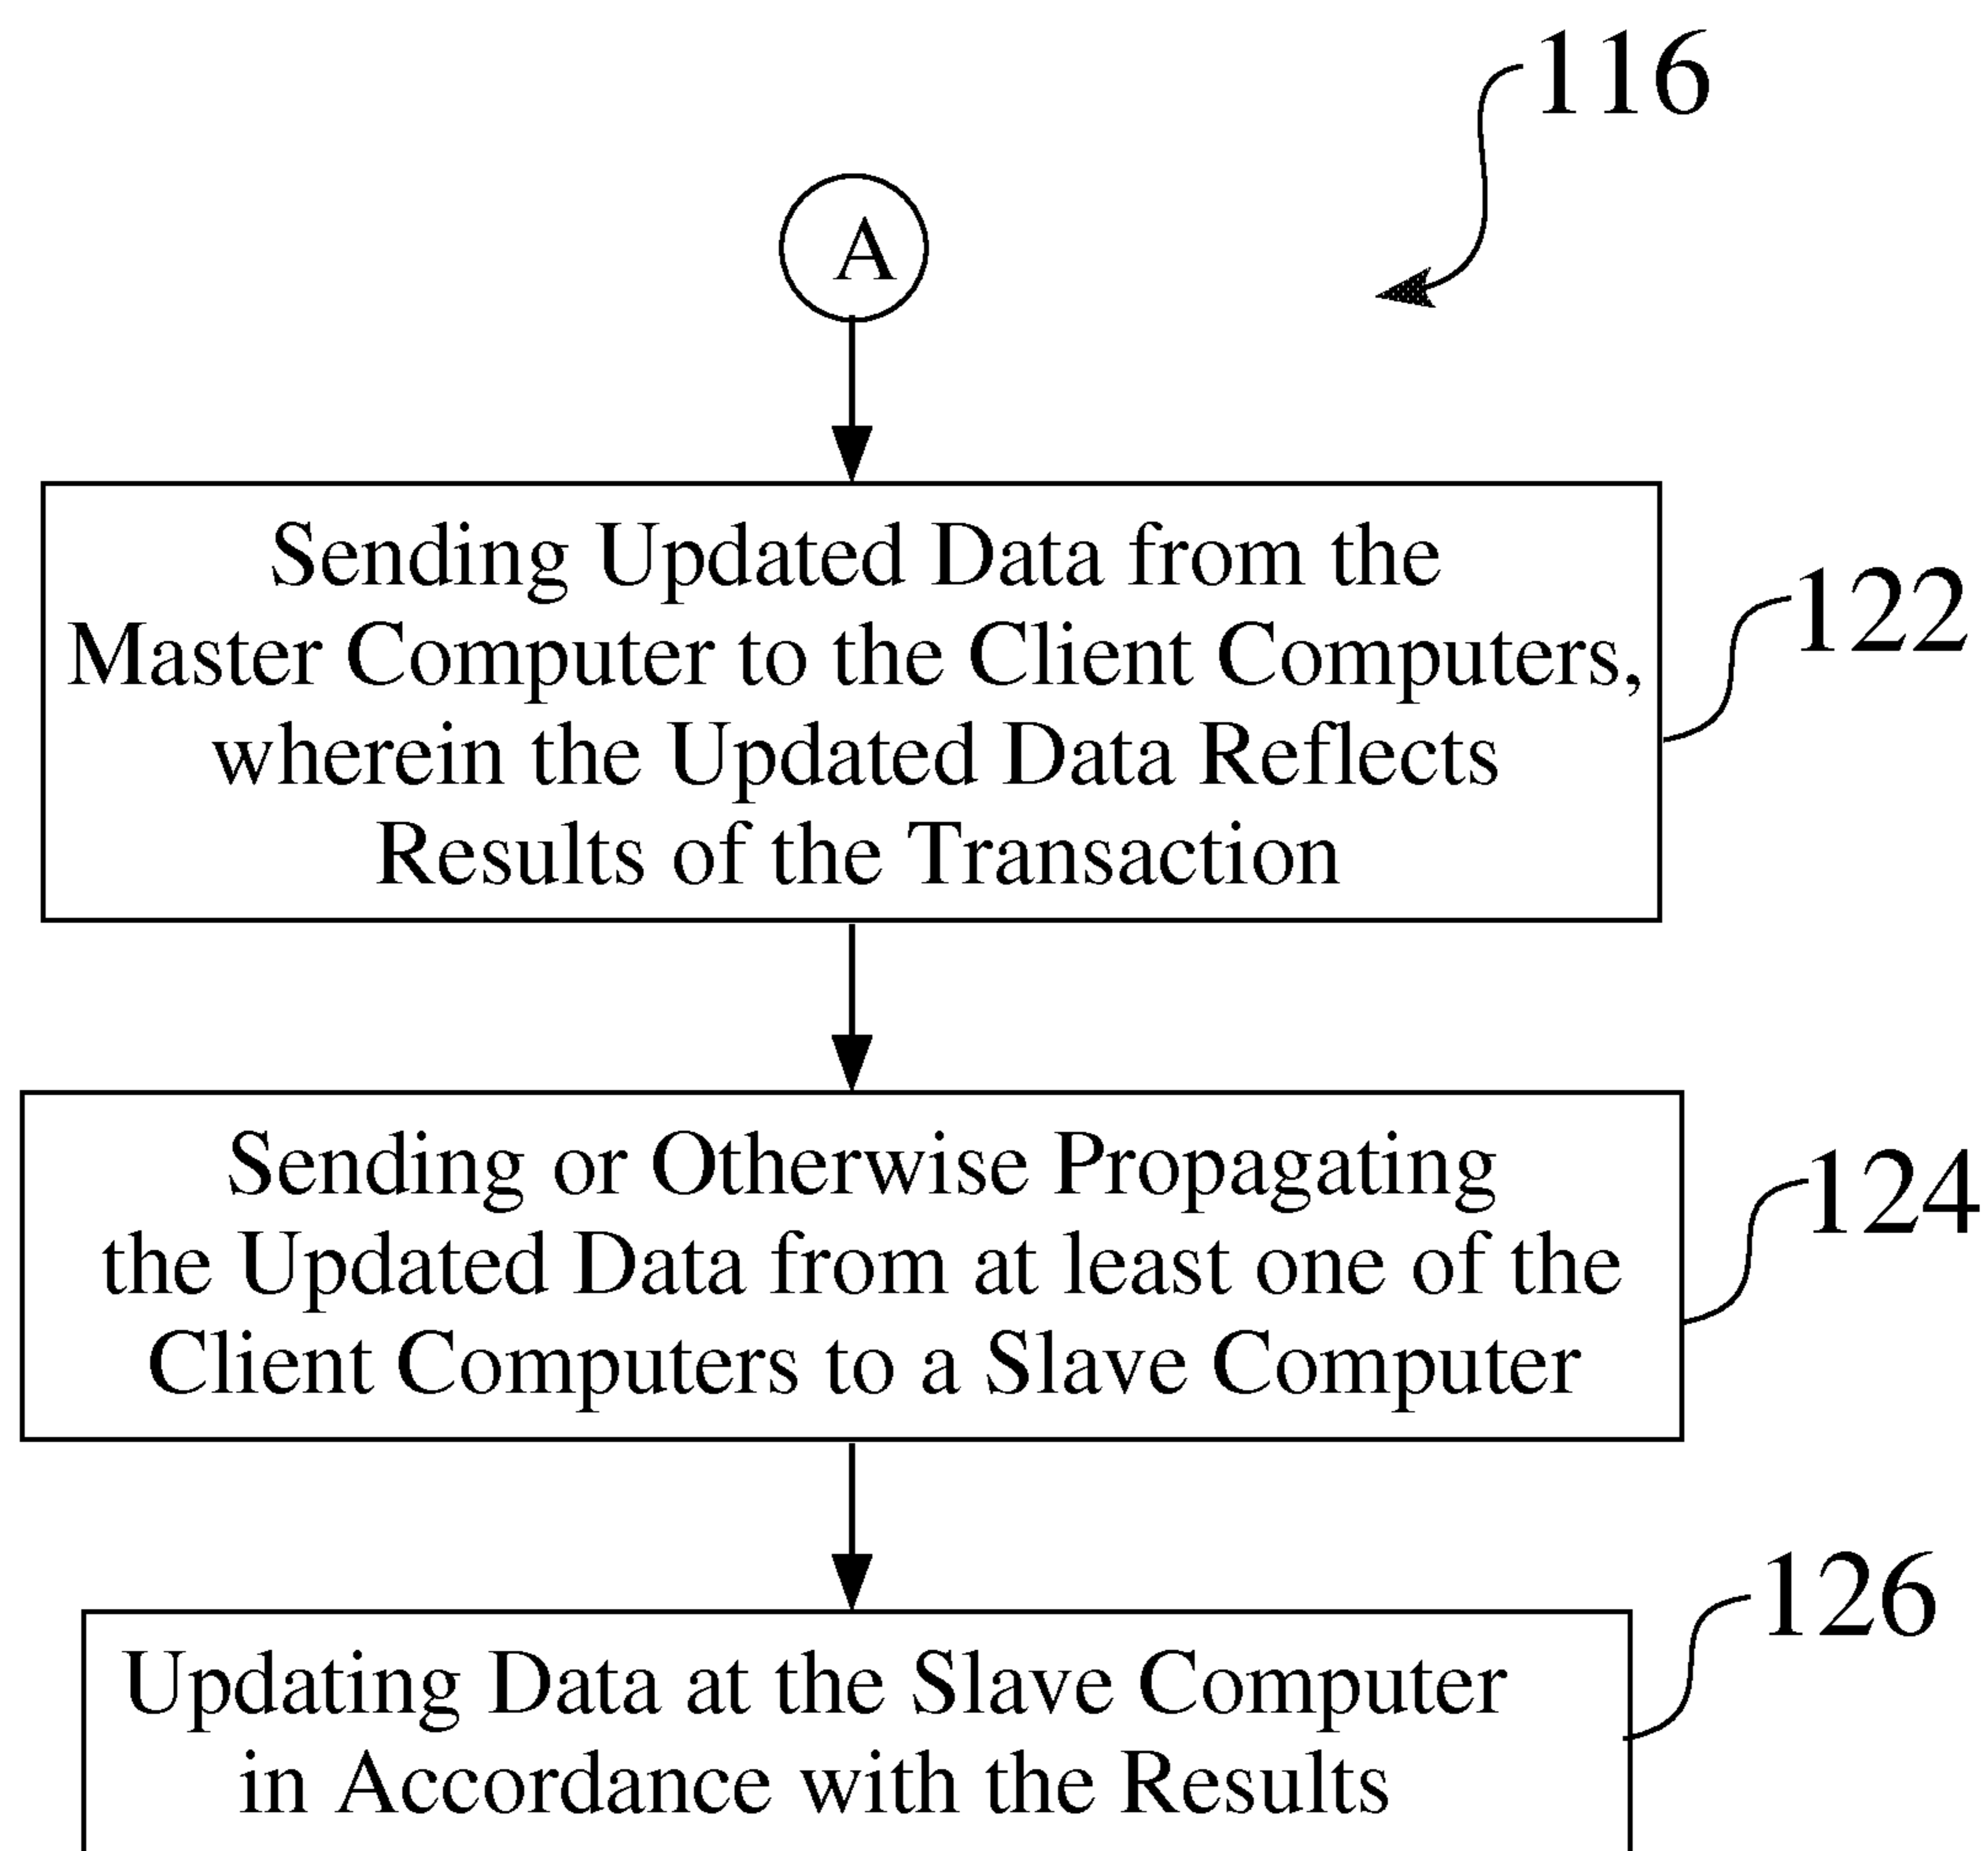 116
A
Sending Updated Data from the
Master Computer to the Client Computers,
wherein the Updated Data Reflects
Results of the Transaction
122
Sending or Otherwise Propagating
the Updated Data from at least one of the
Client Computers to a Slave Computer
124
Updating Data at the Slave Computer
in Accordance with the Results
126